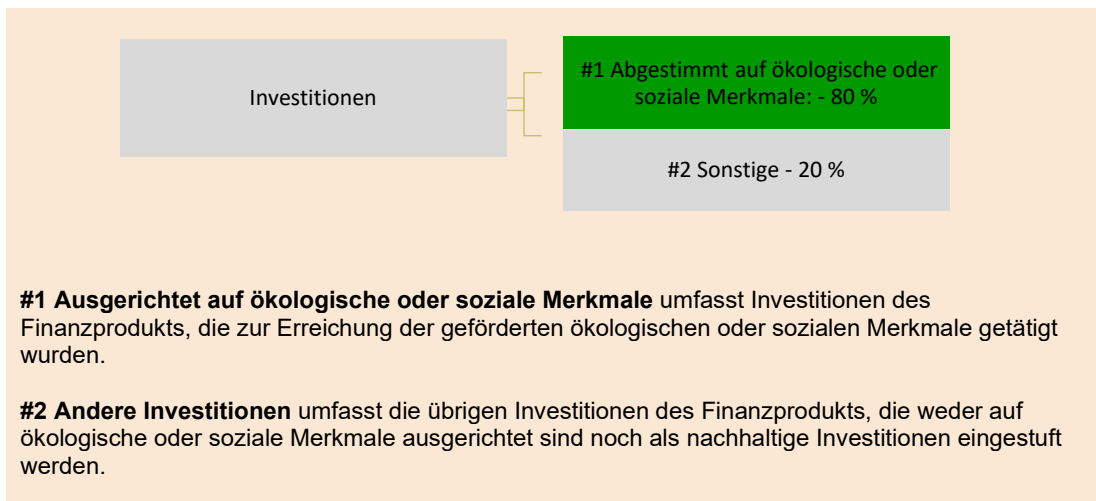 Investitionen
#1 Abgestimmt auf ökologische oder
soziale Merkmale: - 80 %
#2 Sonstige - 20 %
#1 Ausgerichtet auf ökologische oder soziale Merkmale umfasst Investitionen des
Finanzprodukts, die zur Erreichung der geförderten ökologischen oder sozialen Merkmale getätigt
wurden.
#2 Andere Investitionen umfasst die übrigen Investitionen des Finanzprodukts, die weder auf
ökologische oder soziale Merkmale ausgerichtet sind noch als nachhaltige Investitionen eingestuft
werden.